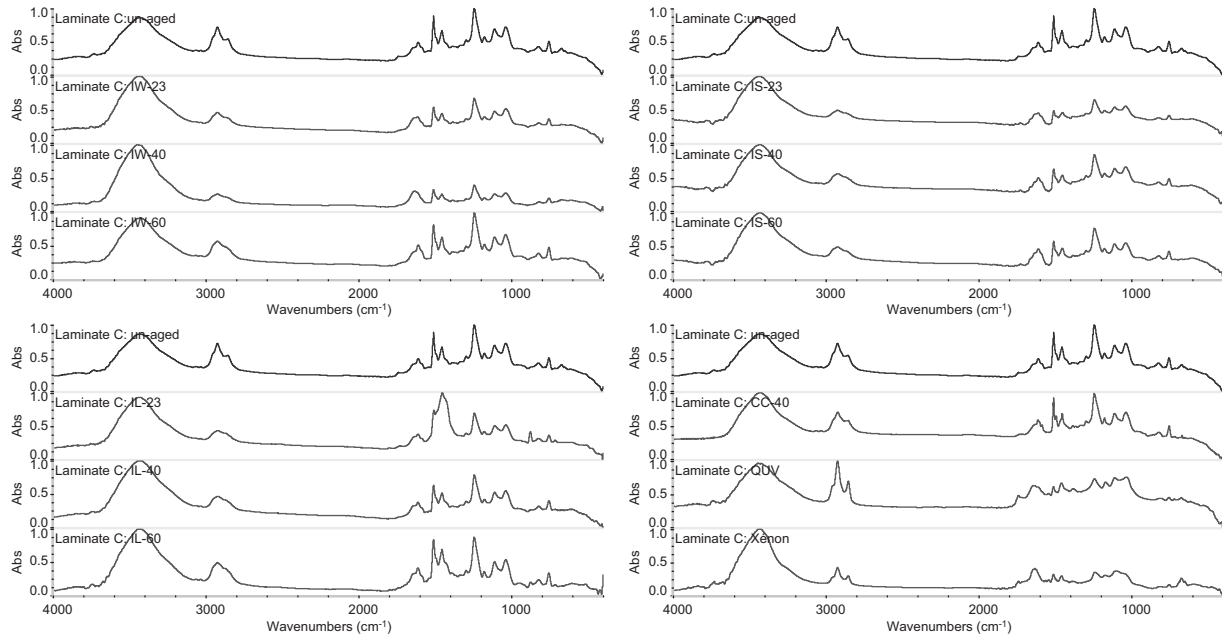 Laminate C: un-aged
Abs
1.0
0.5
0.0
Laminate C: IW-23
Abs
1.0
0.5
0.0
Laminate C: IW-40
Abs
1.0
0.5
0.0
Laminate C: IW-60
Abs
1.0
0.5
0.0
4000 3000 2000 1000
Wavenumbers (cm-1)
Laminate C:un-aged
Abs
1.0
0.5
0.0
Laminate C: IS-23
Abs
1.0
0.5
0.0
Laminate C: IS-40
Abs
1.0
0.5
0.0
Laminate C: IS-60
Abs
1.0
0.5
0.0
4000 3000 2000 1000
Wavenumbers (cm-1)
Laminate C: un-aged
Abs
1.0
0.5
0.0
Laminate C: IL-23
Abs
1.0
0.5
0.0
Laminate C: IL-40
Abs
1.0
0.5
0.0
Laminate C: IL-60
Abs
1.0
0.5
0.0
4000 3000 2000 1000
Wavenumbers (cm-1)
Laminate C: un-aged
Abs
1.0
0.5
0.0
Laminate C: CC-40
Abs
1.0
0.5
0.0
Laminate C: QUV
Abs
1.0
0.5
0.0
Laminate C: Xenon
Abs
1.0
0.5
0.0
4000 3000 2000 1000
Wavenumbers (cm-1)